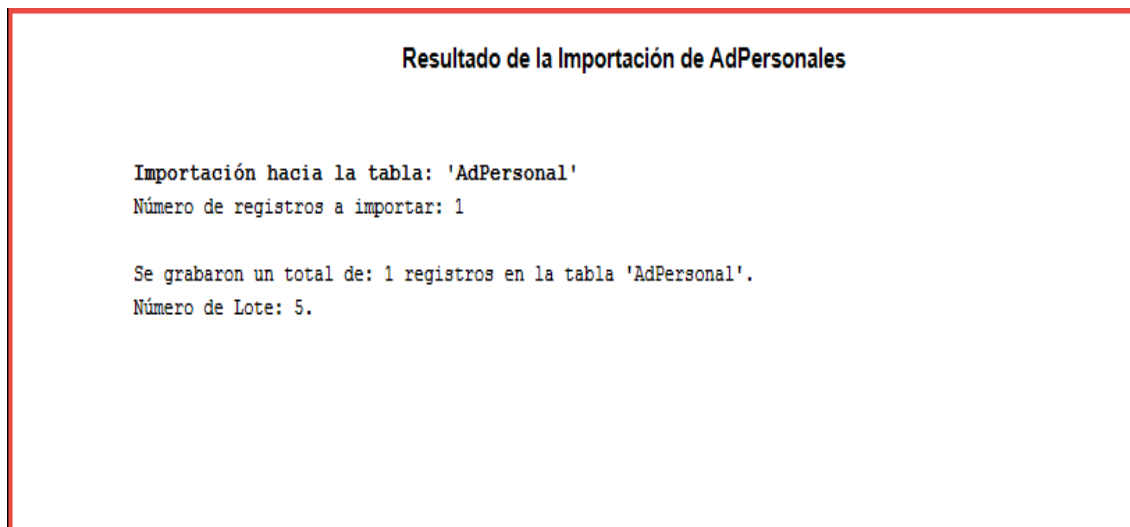 Resultado de la Importación de AdPersonales
Importación hacia la tabla: 'AdPersonal'
Número de registros a importar: 1
Se grabaron un total de: 1 registros en la tabla 'AdPersonal'.
Número de Lote: 5.